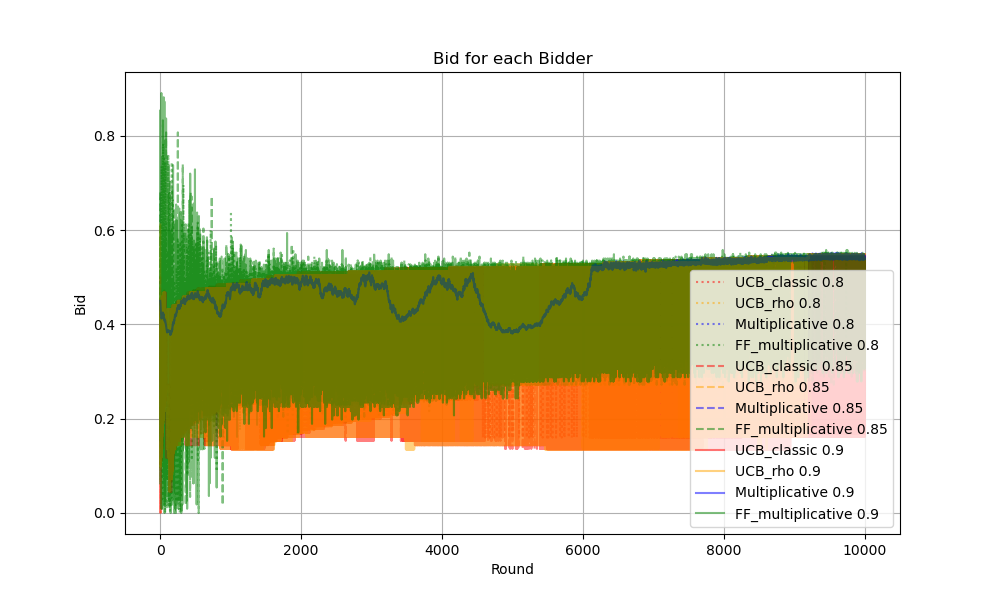 Bid for each Bidder
Bid
0.8
0.6
0.4
0.2
0.0
0
2000
4000
6000
8000
10000
Round
UCB_classic 0.8
UCB_rho 0.8
Multiplicative 0.8
FF_multiplicative 0.8
UCB_classic 0.85
UCB_rho 0.85
Multiplicative 0.85
FF_multiplicative 0.85
UCB_classic 0.9
UCB_rho 0.9
Multiplicative 0.9
FF_multiplicative 0.9